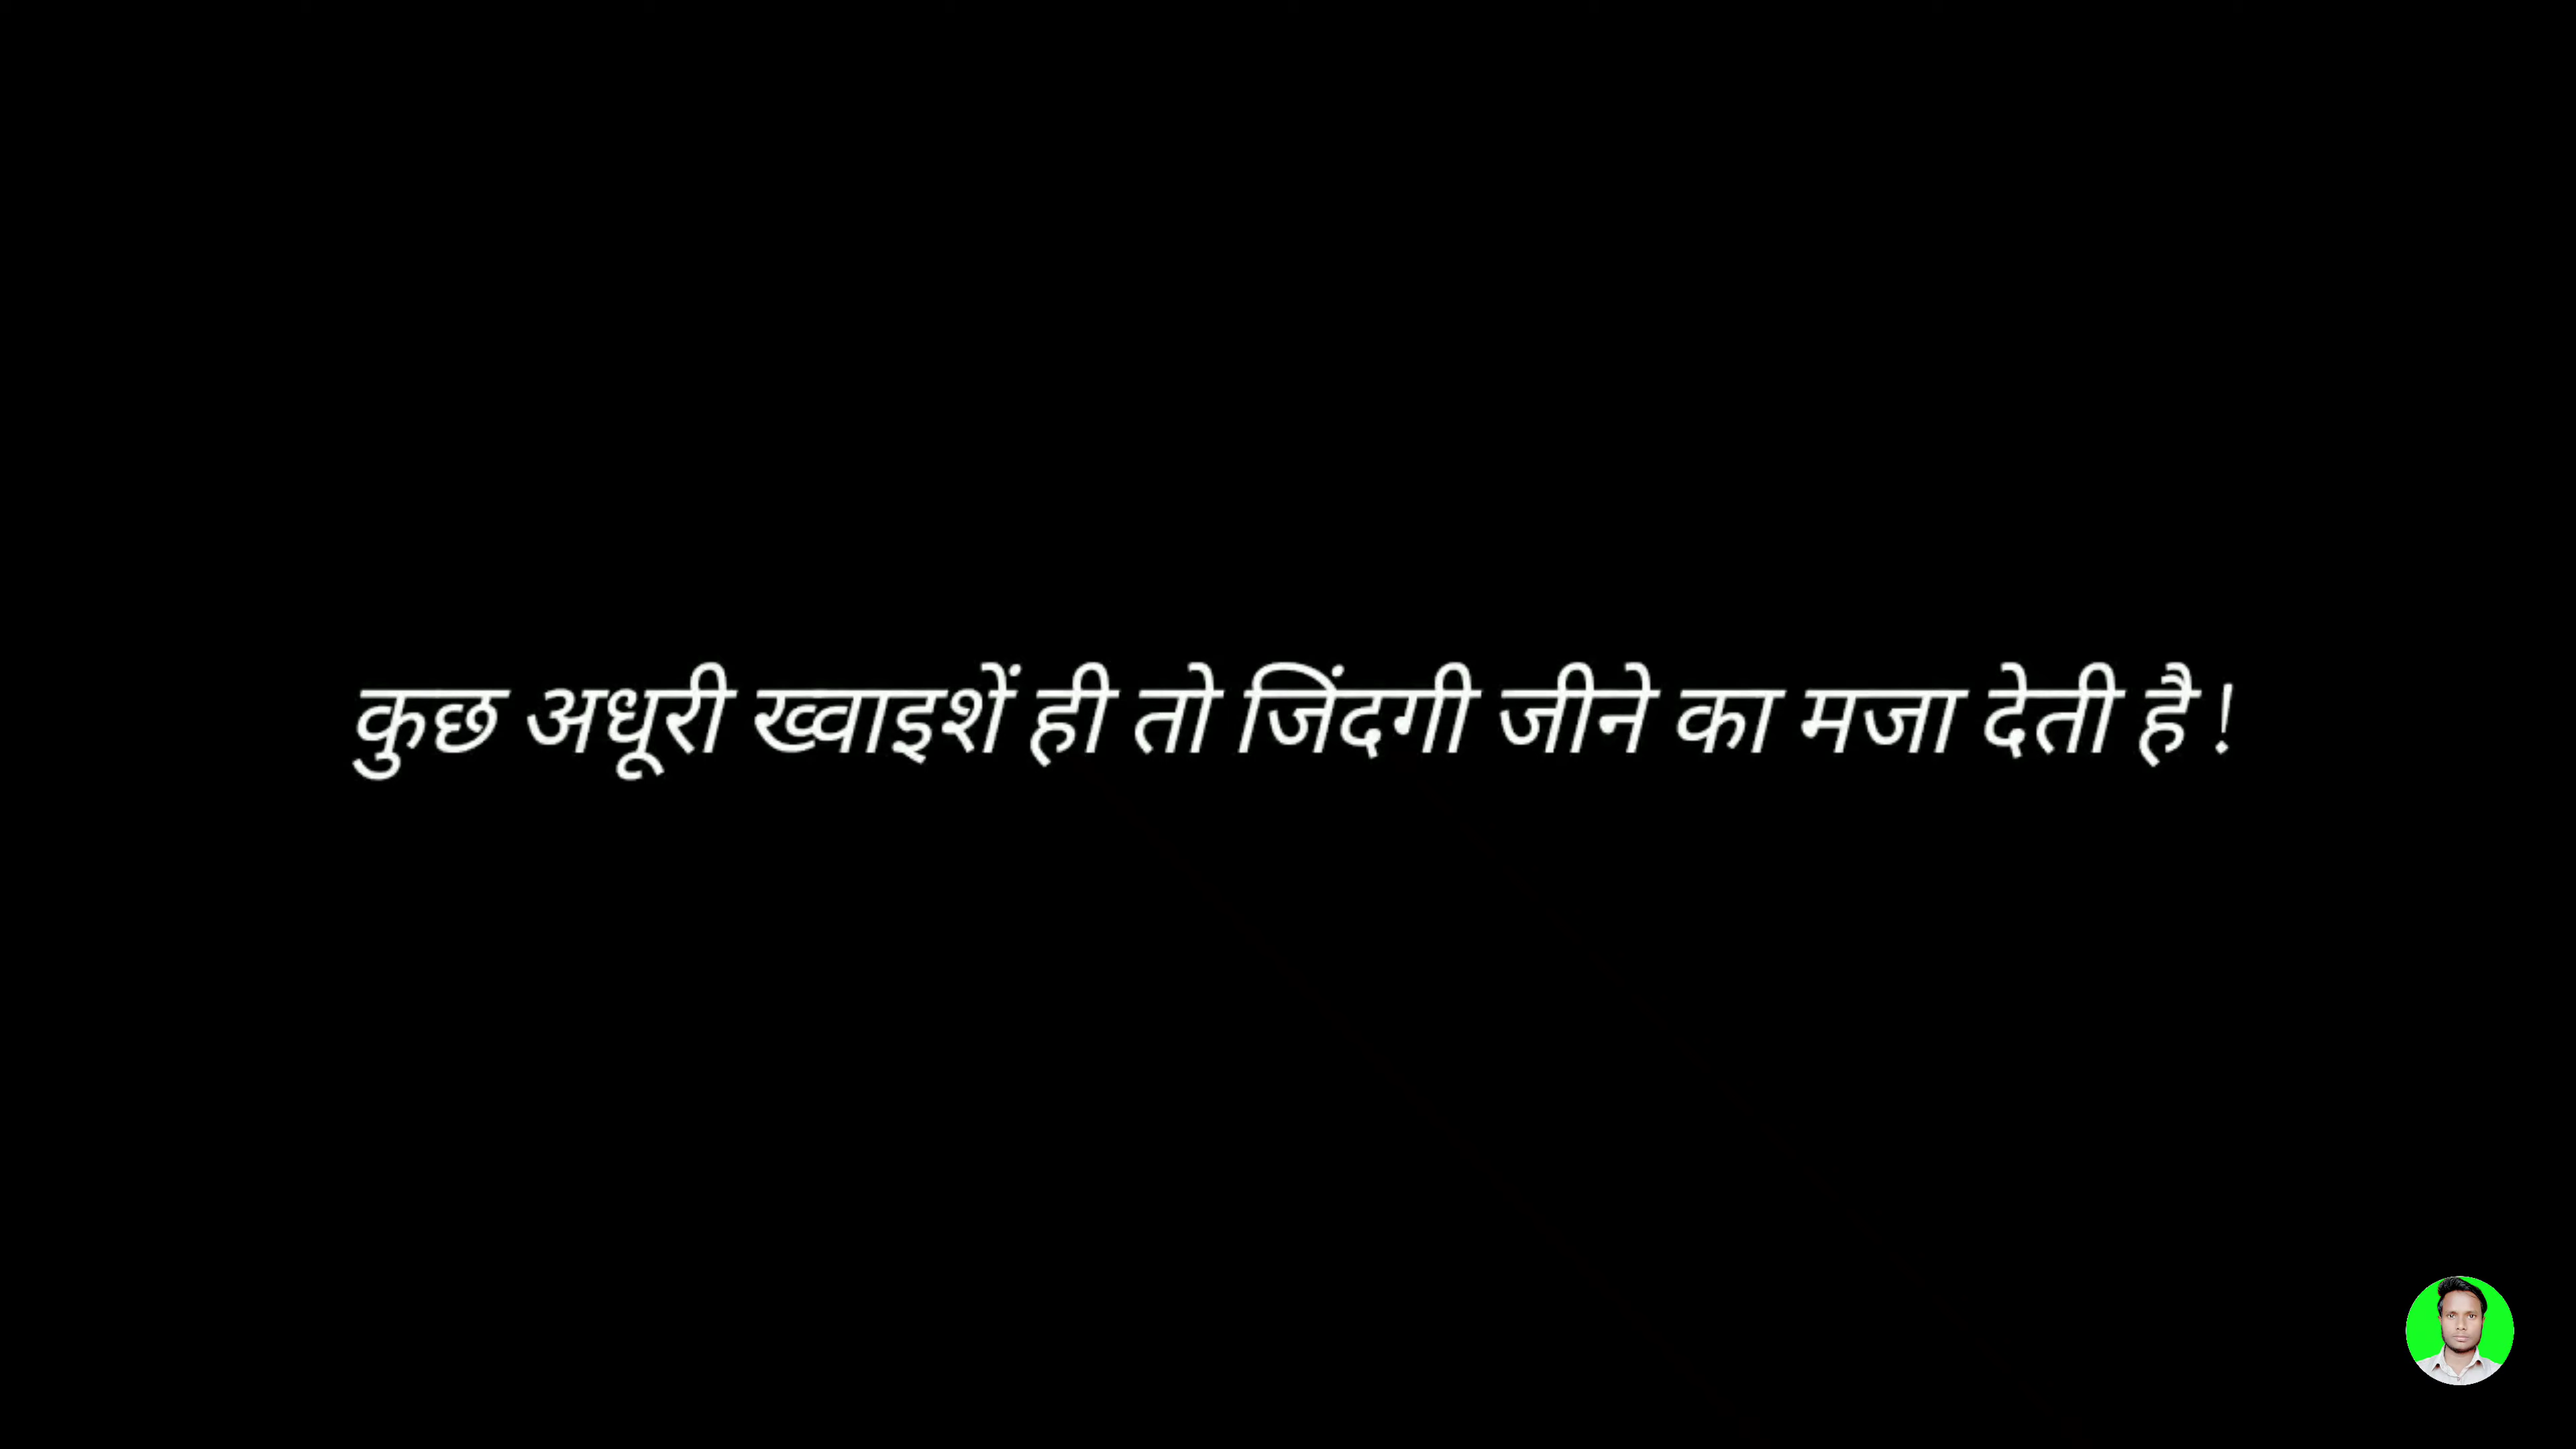 कुछ अधूरी ख्वाइशें ही तो जिंदगी जीने का मजा देती है !